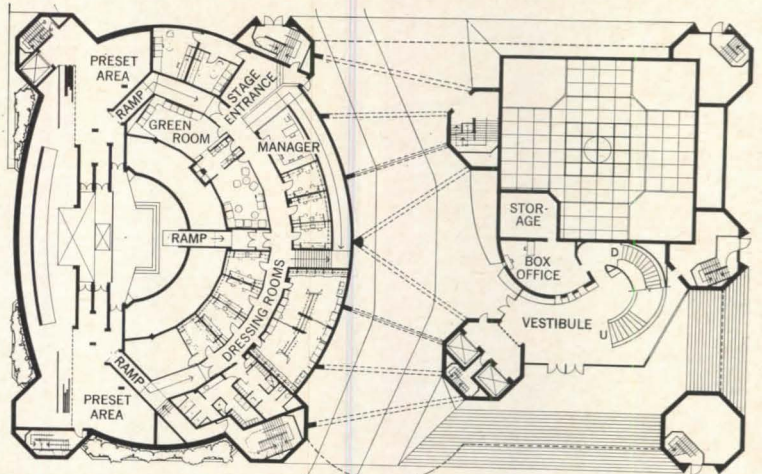 PRESET
AREA
RAMP
STAGE
ENTRANCE
GREEN
ROOM
MANAGER
RAMP
STOR-
AGE
BOX
OFFICE
D
VESTIBULE
U
DRESSING ROOMS
RAMP
PRESET
AREA